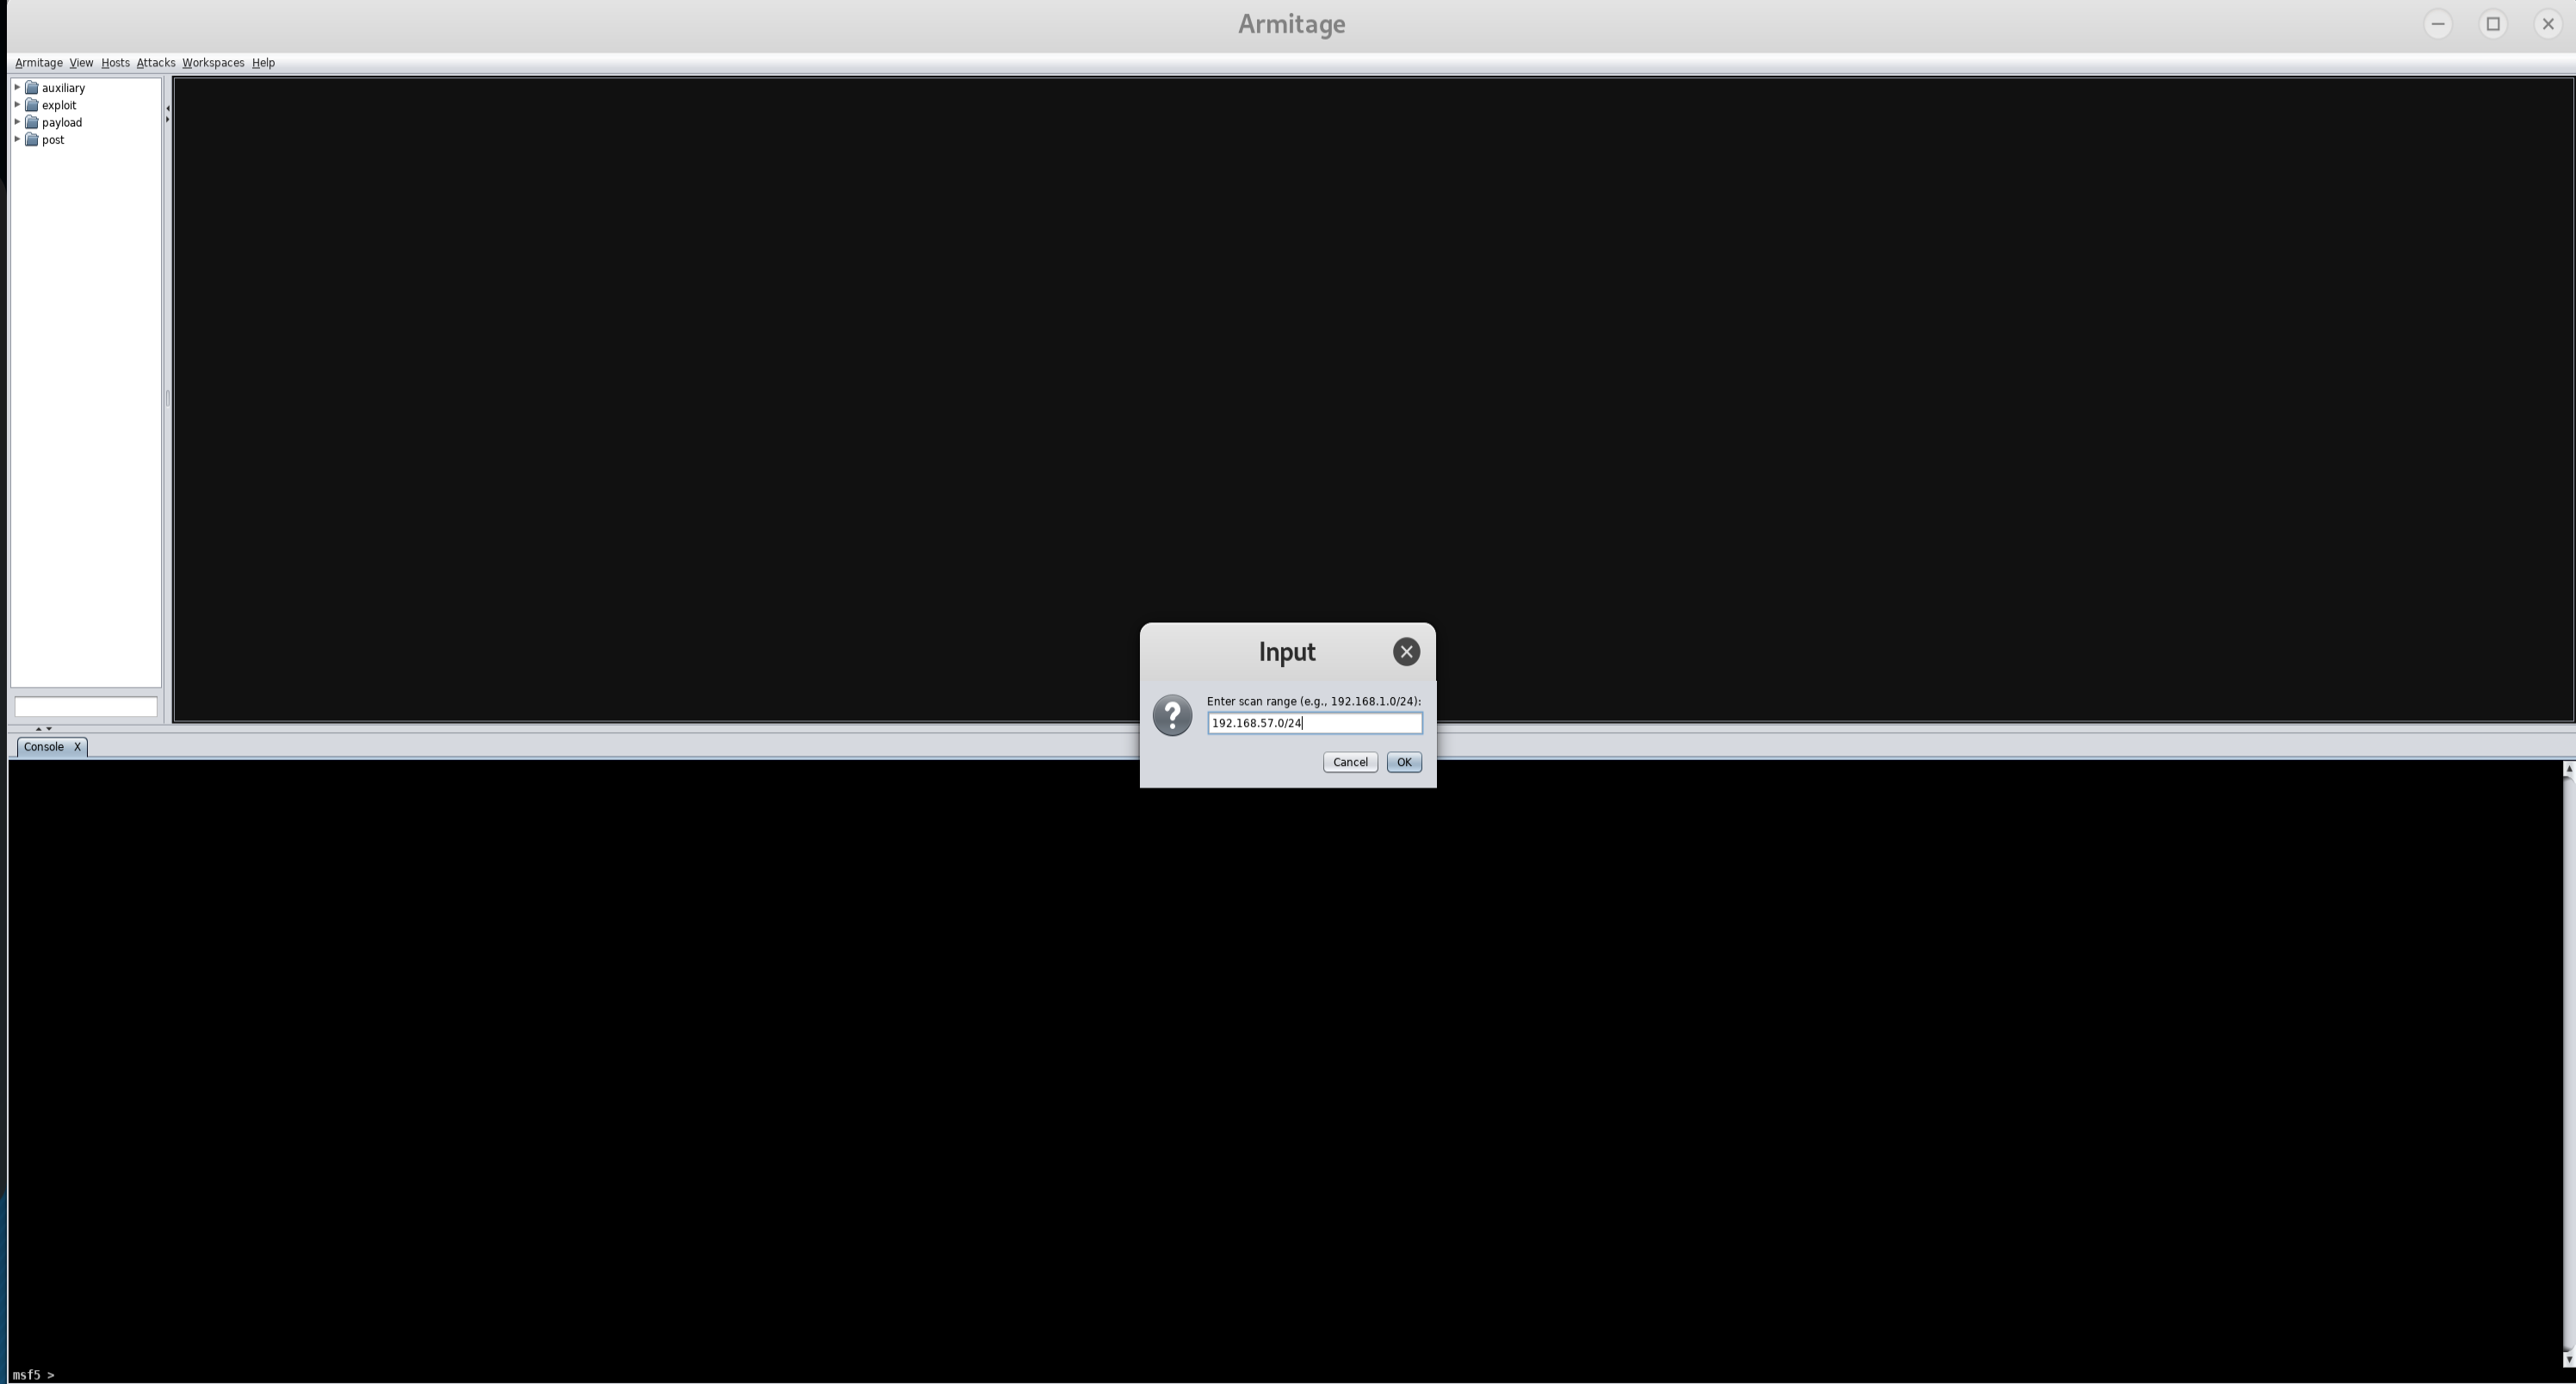 Armitage
Armitage View Hosts Attacks Workspaces Help
auxiliary
exploit
payload
post
Input
Enter scan range (e.g., 192.168.1.0/24):
192.168.57.0/24
Cancel OK
Console X
msf5 >